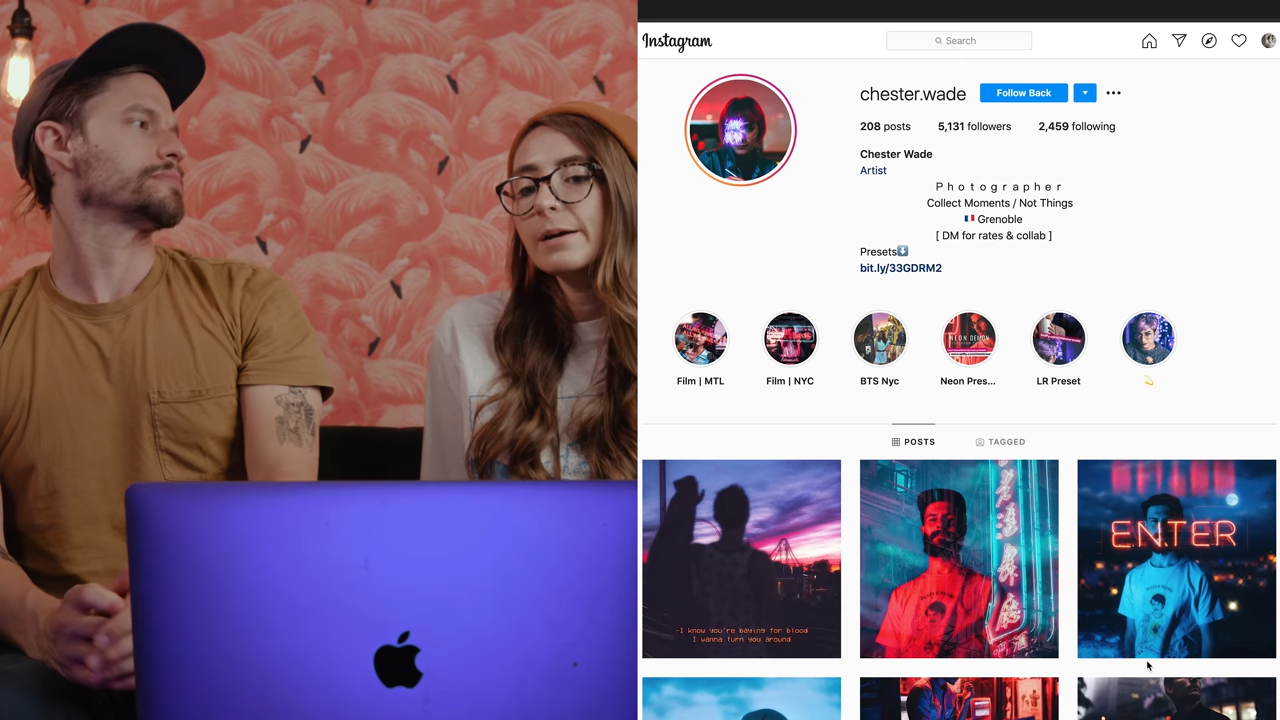 Instagram
Search
chester.wade
Follow Back
208 posts 5,131 followers 2,459 following
Chester Wade
Artist
Photographer
Collect Moments / Not Things
Grenoble
[ DM for rates & collab ]
Presets
bit.ly/33GDRM2
Film | MTL
Film | NYC
BTS Nyc
Neon Pres...
LR Preset
POSTS
TAGGED
-I know you're baying for blood
I wanna turn you around
ENTER